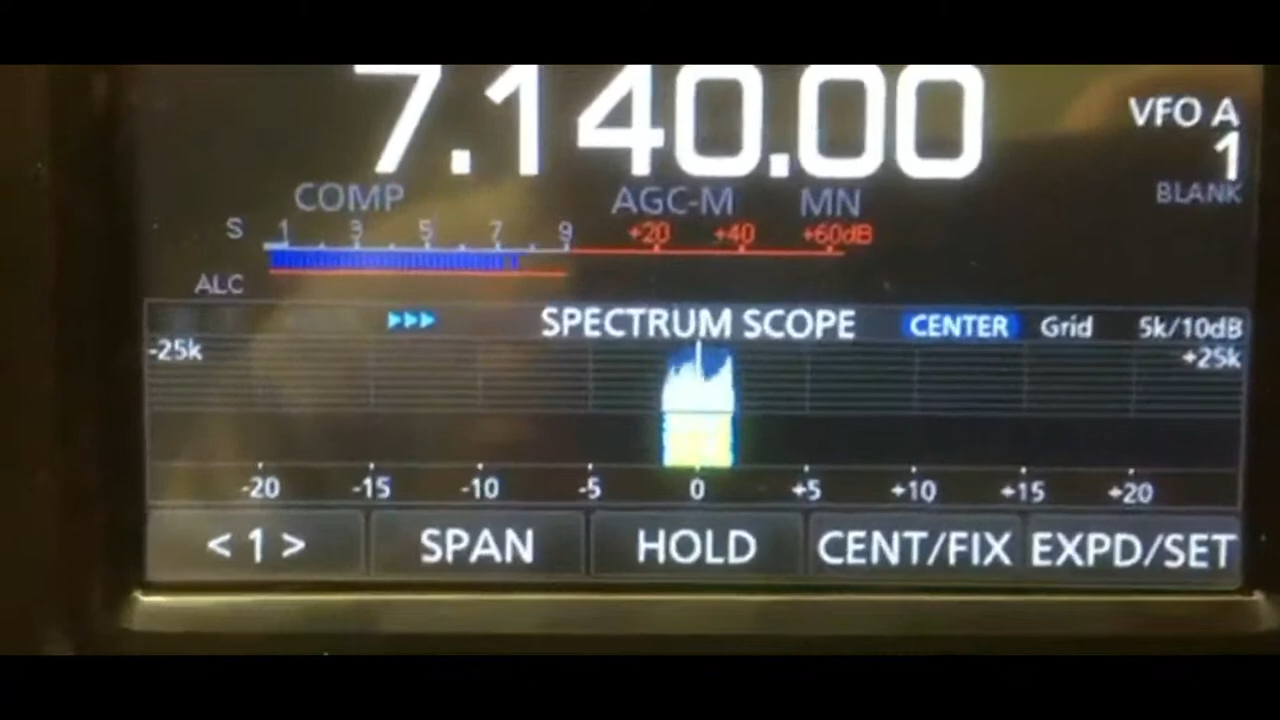 7.140.00
VFO A
1
COMP AGC-M MN BLANK
S 1 3 5 7 9 +20 +40 +60dB
ALC
▶▶▶ SPECTRUM SCOPE CENTER Grid 5k/10dB
-25k +25k
-20 -15 -10 -5 0 +5 +10 +15 +20
< 1 > SPAN HOLD CENT/FIX EXPD/SET